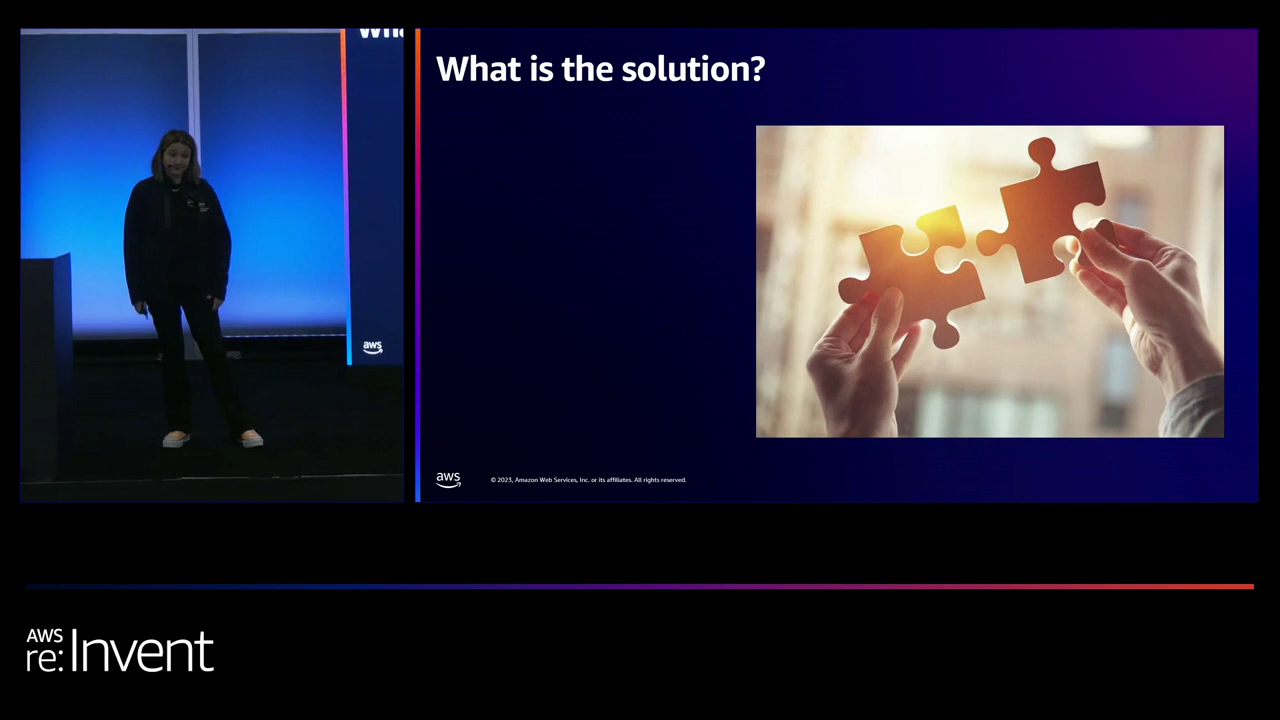 What is the solution?
aws
aws
© 2023, Amazon Web Services, Inc. or its affiliates. All rights reserved.
AWS
re:Invent